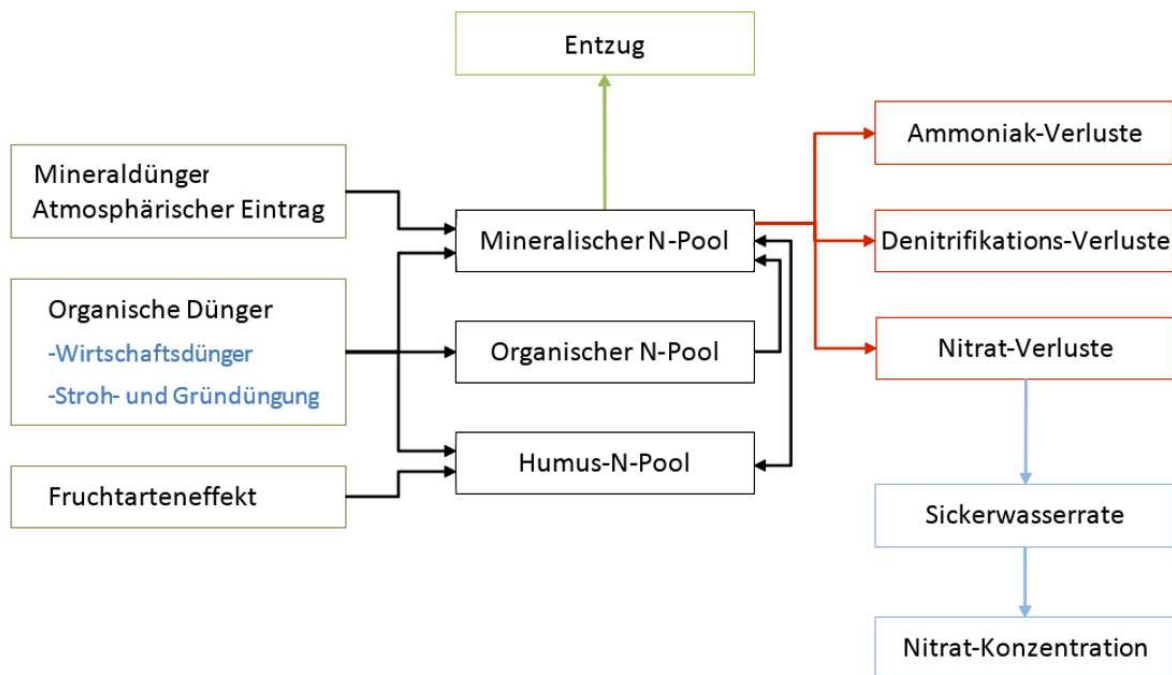 Entzug
Mineraldünger
Atmosphärischer Eintrag
Organische Dünger
-Wirtschaftsdünger
-Stroh- und Gründüngung
Fruchtarteneffekt
Mineralischer N-Pool
Organischer N-Pool
Humus-N-Pool
Ammoniak-Verluste
Denitrifikations-Verluste
Nitrat-Verluste
Sickerwasserrate
Nitrat-Konzentration